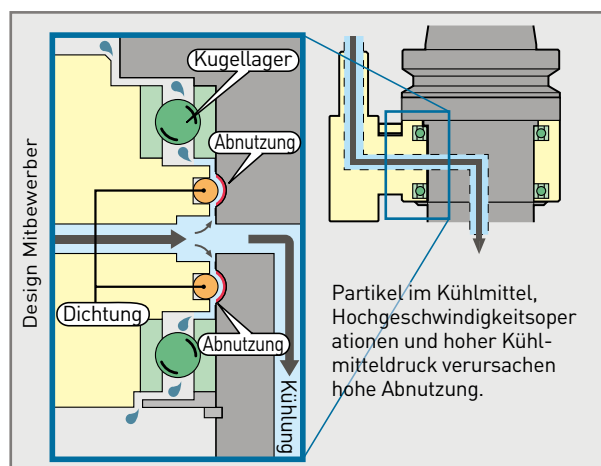 Design Mitbewerber
Kugellager
Abnutzung
Dichtung
Abnutzung
Kühlung
Partikel im Kühlmittel,
Hochgeschwindigkeitsoper
ationen und hoher Kühl-
mitteldruck verursachen
hohe Abnutzung.